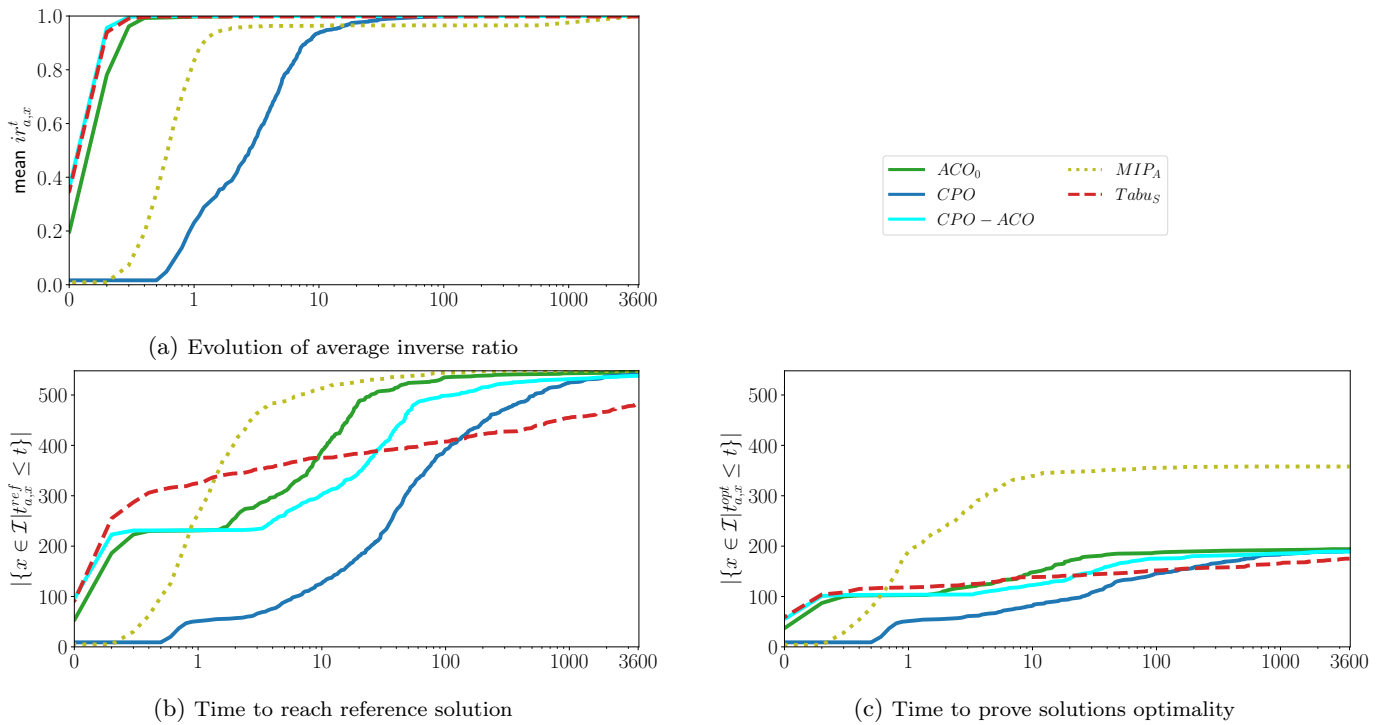 1.0
0.8
0.6
0.4
0.2
0.0
mean ir^t_{a,x}
0 1 10 100 1000 3600
(a) Evolution of average inverse ratio
ACO_0 MIP_A
CPO Tabu_S
CPO − ACO
500
400
300
200
100
0
|{x ∈ I|t^{ref}_{a,x} ≤ t}|
0 1 10 100 1000 3600
(b) Time to reach reference solution
500
400
300
200
100
0
|{x ∈ I|t^{opt}_{a,x} ≤ t}|
0 1 10 100 1000 3600
(c) Time to prove solutions optimality